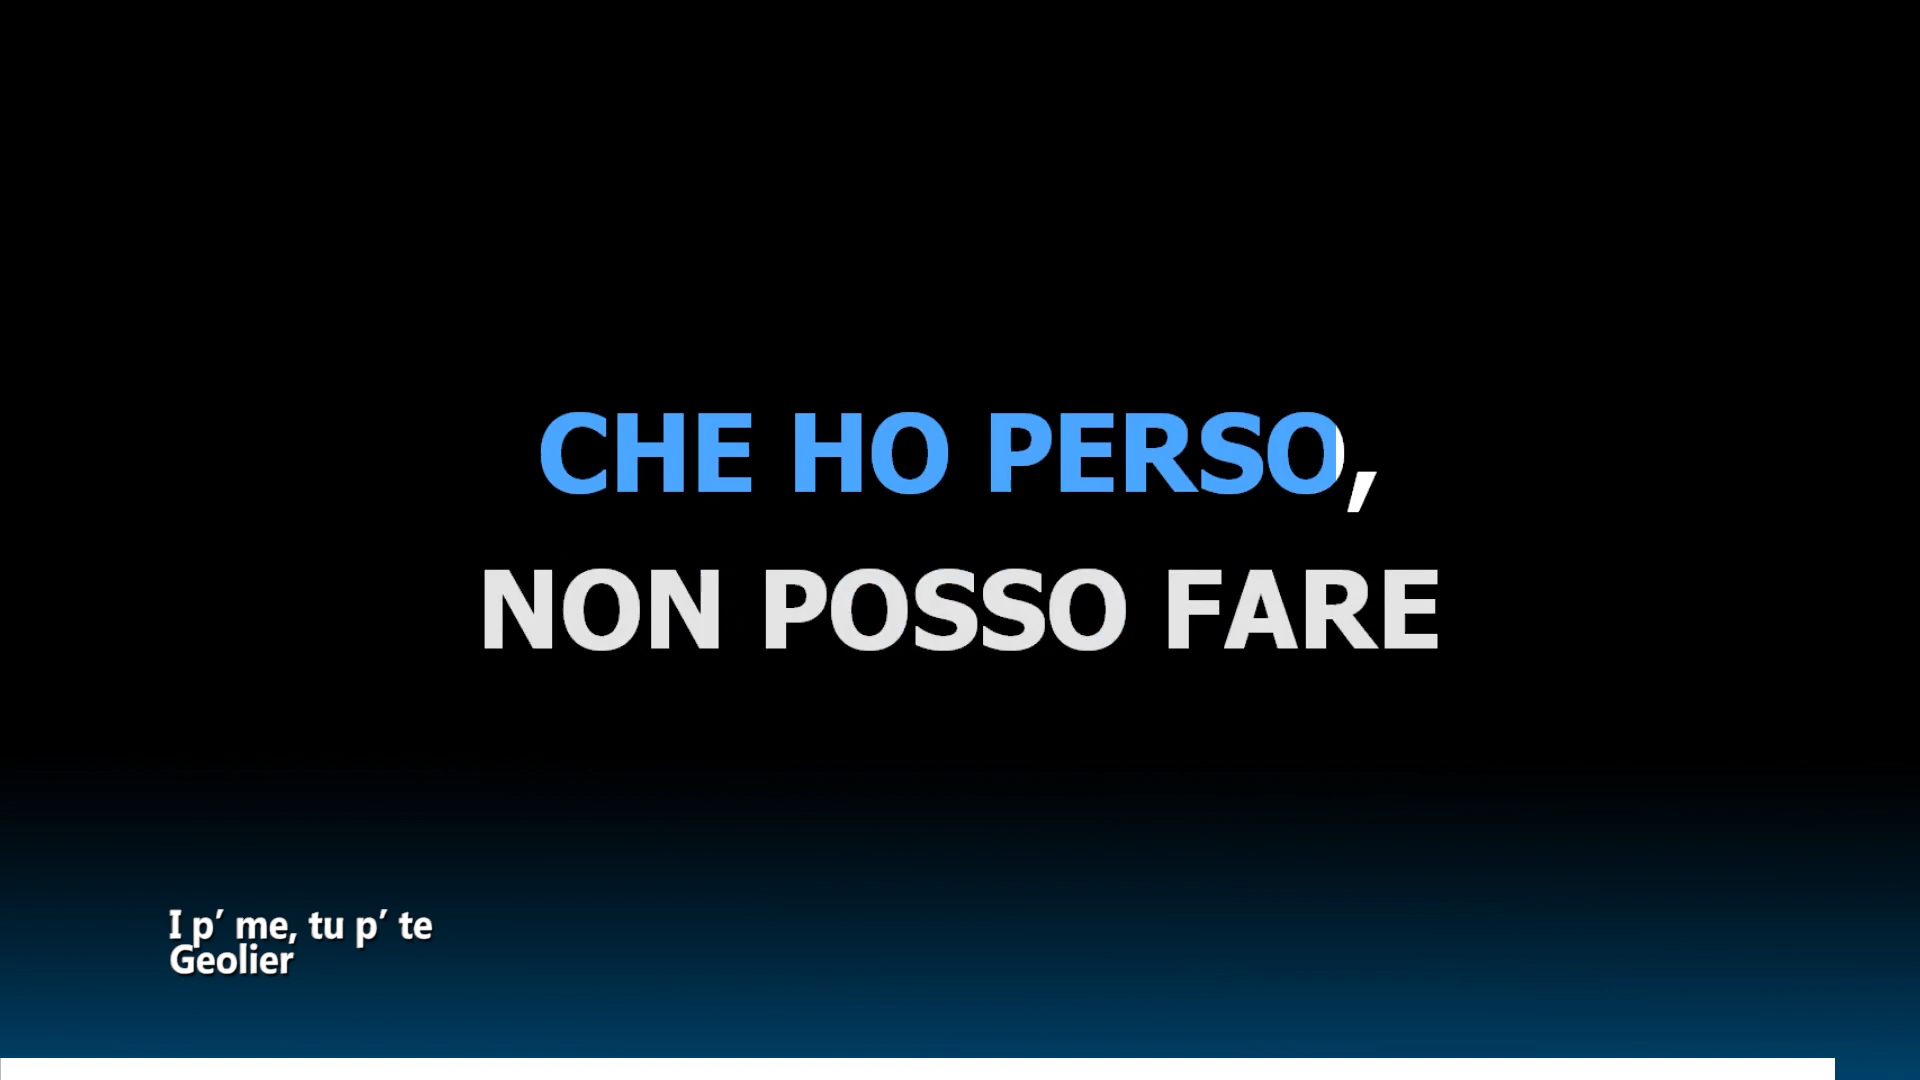 CHE HO PERSO,
NON POSSO FARE
I p’ me, tu p’ te
Geolier